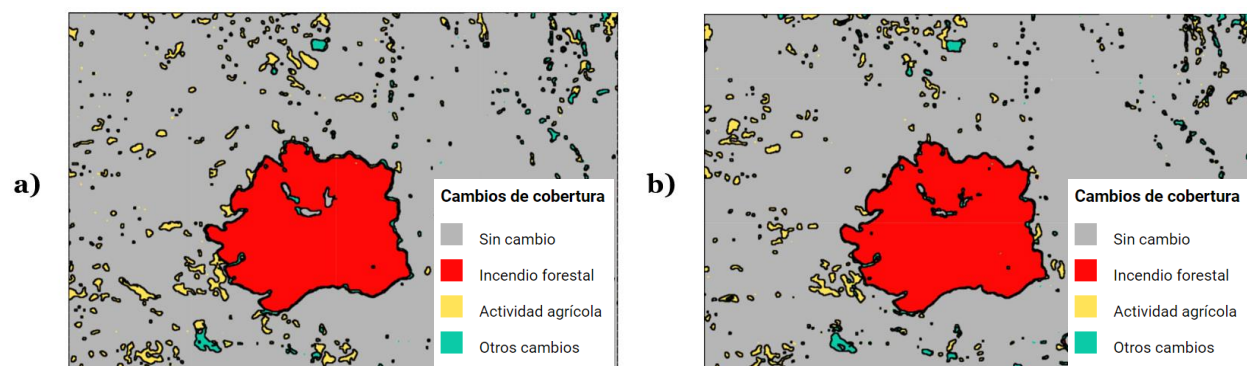 a)
Cambios de cobertura
Sin cambio
Incendio forestal
Actividad agrícola
Otros cambios
b)
Cambios de cobertura
Sin cambio
Incendio forestal
Actividad agrícola
Otros cambios